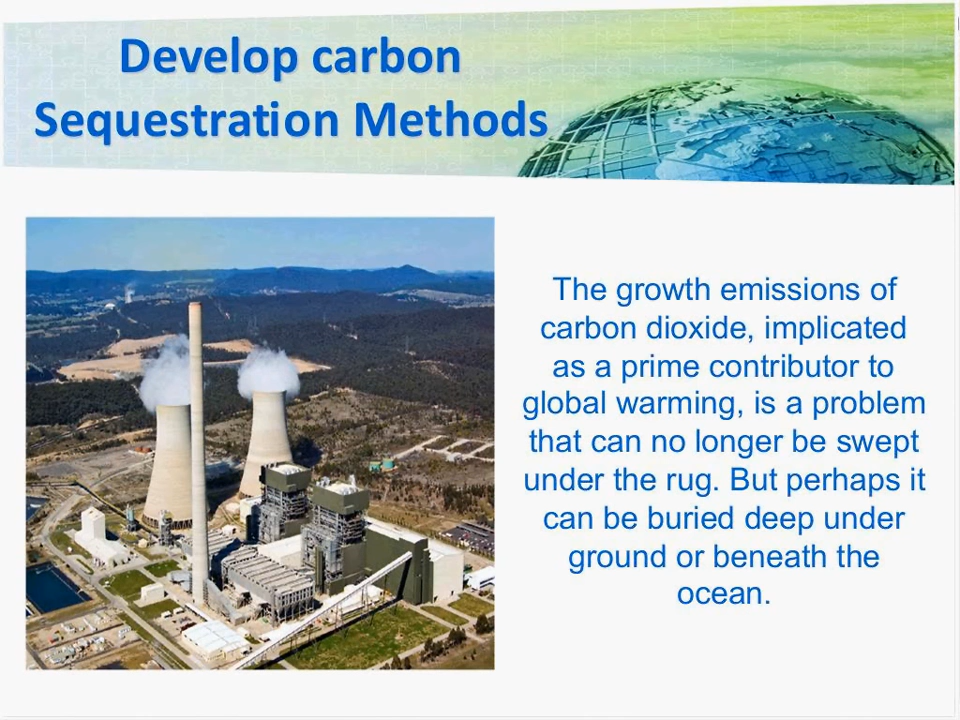 Develop carbon
Sequestration Methods
The growth emissions of
carbon dioxide, implicated
as a prime contributor to
global warming, is a problem
that can no longer be swept
under the rug. But perhaps it
can be buried deep under
ground or beneath the
ocean.